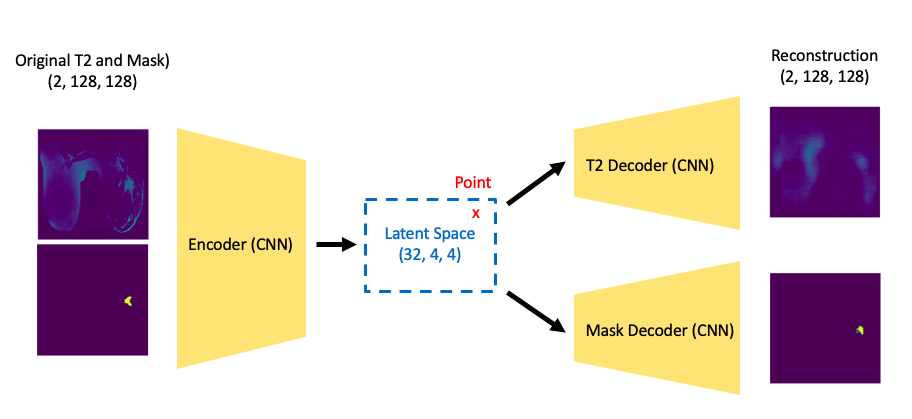 Original T2 and Mask)
(2, 128, 128)
Encoder (CNN)
Point
x
Latent Space
(32, 4, 4)
T2 Decoder (CNN)
Mask Decoder (CNN)
Reconstruction
(2, 128, 128)